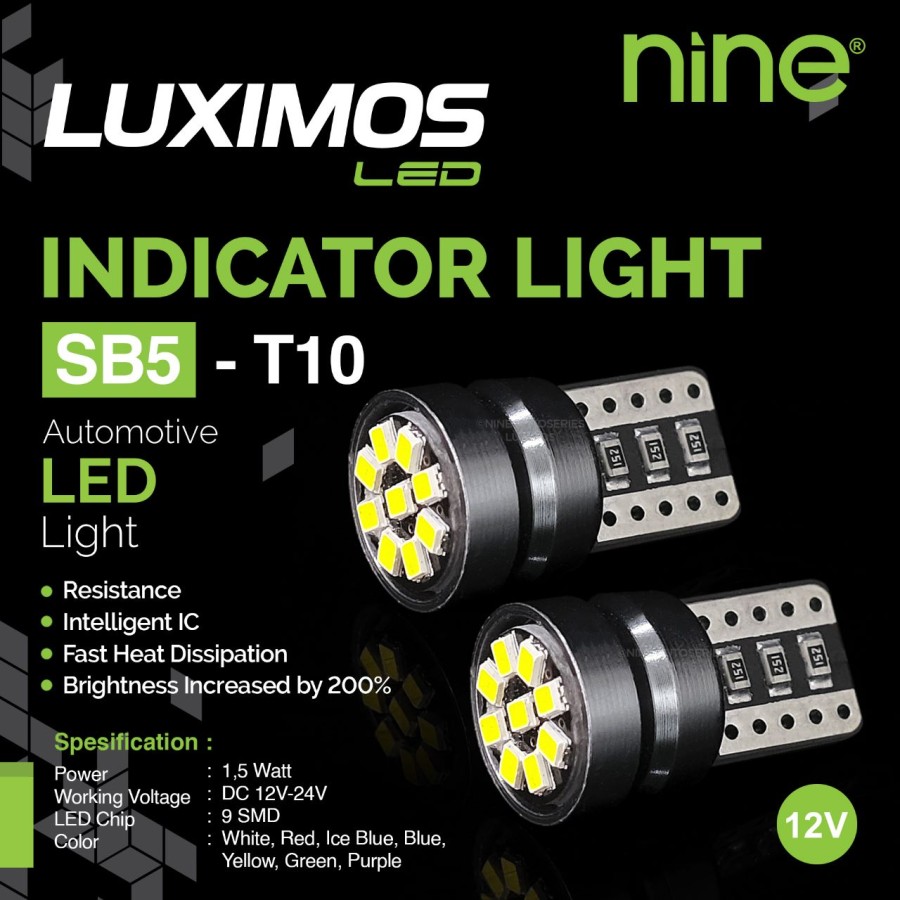 nine®
LUXIMOS
LED
INDICATOR LIGHT
SB5 - T10
Automotive
LED
Light
Resistance
Intelligent IC
Fast Heat Dissipation
Brightness Increased by 200%
Spesification :
Power : 1,5 Watt
Working Voltage : DC 12V-24V
LED Chip : 9 SMD
Color : White, Red, Ice Blue, Blue,
Yellow, Green, Purple
152 152 152
152 152 152
12V